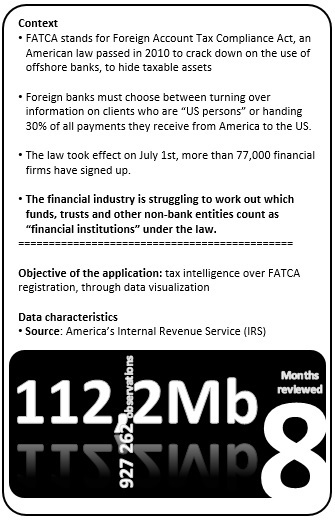 Context
• FATCA stands for Foreign Account Tax Compliance Act, an
American law passed in 2010 to crack down on the use of
offshore banks, to hide taxable assets
• Foreign banks must choose between turning over
information on clients who are “US persons” or handing
30% of all payments they receive from America to the US.
• The law took effect on July 1st, more than 77,000 financial
firms have signed up.
• The financial industry is struggling to work out which
funds, trusts and other non-bank entities count as
“financial institutions” under the law.
============================================
Objective of the application: tax intelligence over FATCA
registration, through data visualization
Data characteristics
• Source: America’s Internal Revenue Service (IRS)
112,2Mb
927 262 observations
Months
reviewed
8